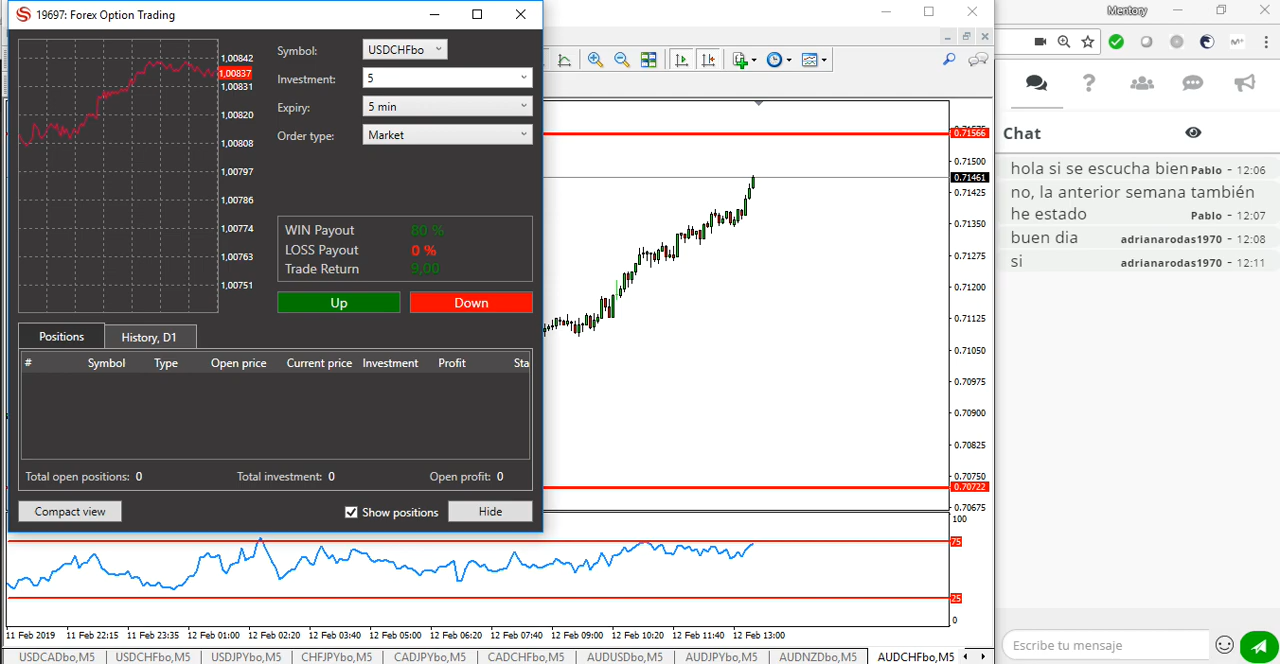 19697: Forex Option Trading
Mentory
1,00842
1,00837
1,00831
1,00820
1,00808
1,00797
1,00786
1,00774
1,00763
1,00751
Symbol: USDCHFbo
Investment: 5
Expiry: 5 min
Order type: Market
WIN Payout 80 %
LOSS Payout 0 %
Trade Return 9,00
Up Down
Positions History, D1
# Symbol Type Open price Current price Investment Profit Sta
Total open positions: 0 Total investment: 0 Open profit: 0
Compact view Show positions Hide
0.71566
0.71500
0.71461
0.71425
0.71350
0.71275
0.71200
0.71125
0.71050
0.70975
0.70900
0.70825
0.70750
0.70722
0.70675
100
75
25
0
11 Feb 2019 11 Feb 22:15 11 Feb 23:35 12 Feb 01:00 12 Feb 02:20 12 Feb 03:40 12 Feb 05:00 12 Feb 06:20 12 Feb 07:40 12 Feb 09:00 12 Feb 10:20 12 Feb 11:40 12 Feb 13:00
USDCADbo,M5 USDCHFbo,M5 USDJPYbo,M5 CHFJPYbo,M5 CADJPYbo,M5 CADCHFbo,M5 AUDUSDbo,M5 AUDJPYbo,M5 AUDNZDbo,M5 AUDCHFbo,M5
Chat
hola si se escucha bien Pablo - 12:06
no, la anterior semana también
he estado Pablo - 12:07
buen dia adrianarodas1970 - 12:08
si adrianarodas1970 - 12:11
Escribe tu mensaje